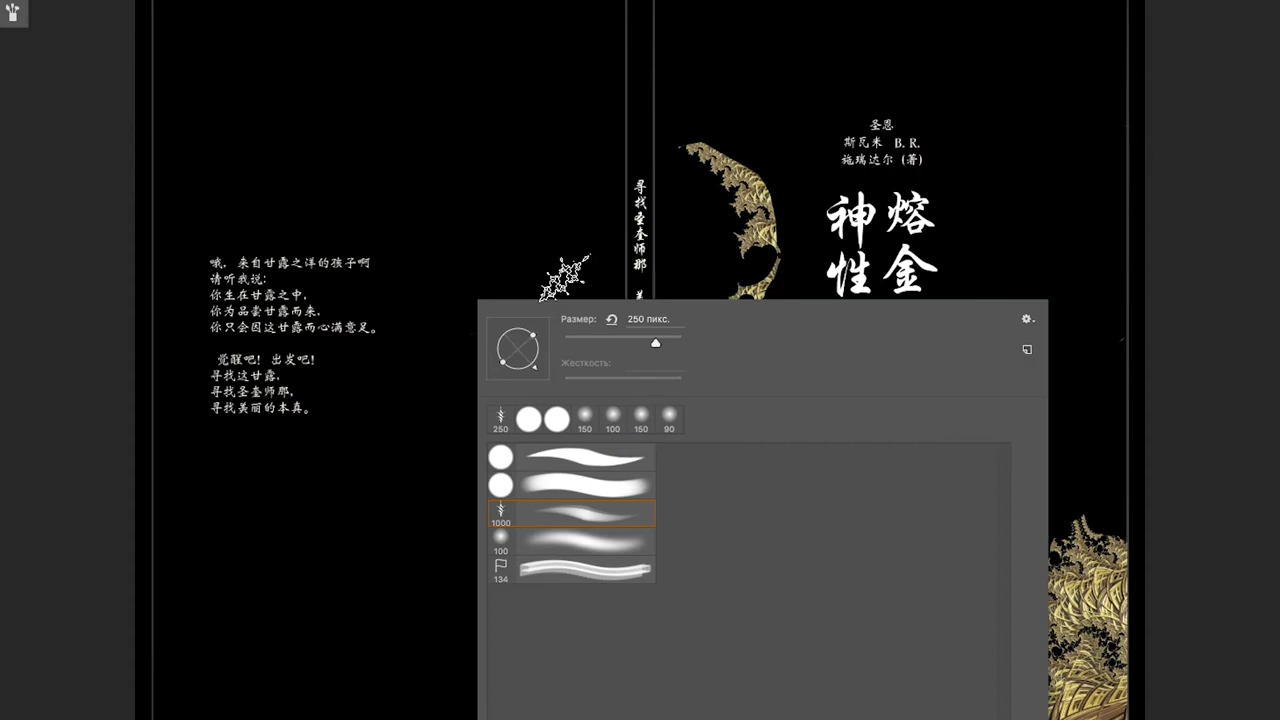 圣恩
斯瓦米 B. R.
施瑞达尔 (著)
神熔
性金
寻找圣奎师那
哦, 来自甘露之洋的孩子啊
请听我说:
你生在甘露之中,
你为品尝甘露而来,
你只会因这甘露而心满意足。
觉醒吧! 出发吧!
寻找这甘露,
寻找圣奎师那,
寻找美丽的本真。
Размер: 250 пикс.
Жесткость:
250 150 100 150 90
1000
100
134